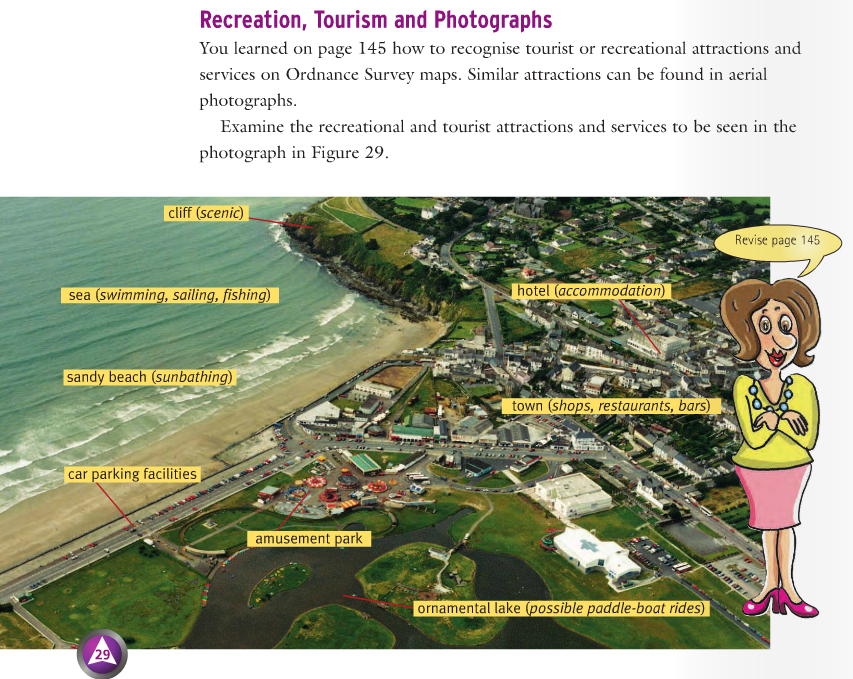 Recreation, Tourism and Photographs
You learned on page 145 how to recognise tourist or recreational attractions and
services on Ordnance Survey maps. Similar attractions can be found in aerial
photographs.
Examine the recreational and tourist attractions and services to be seen in the
photograph in Figure 29.
cliff (scenic)
Revise page 145
sea (swimming, sailing, fishing)
hotel (accommodation)
sandy beach (sunbathing)
town (shops, restaurants, bars)
car parking facilities
amusement park
ornamental lake (possible paddle-boat rides)
29